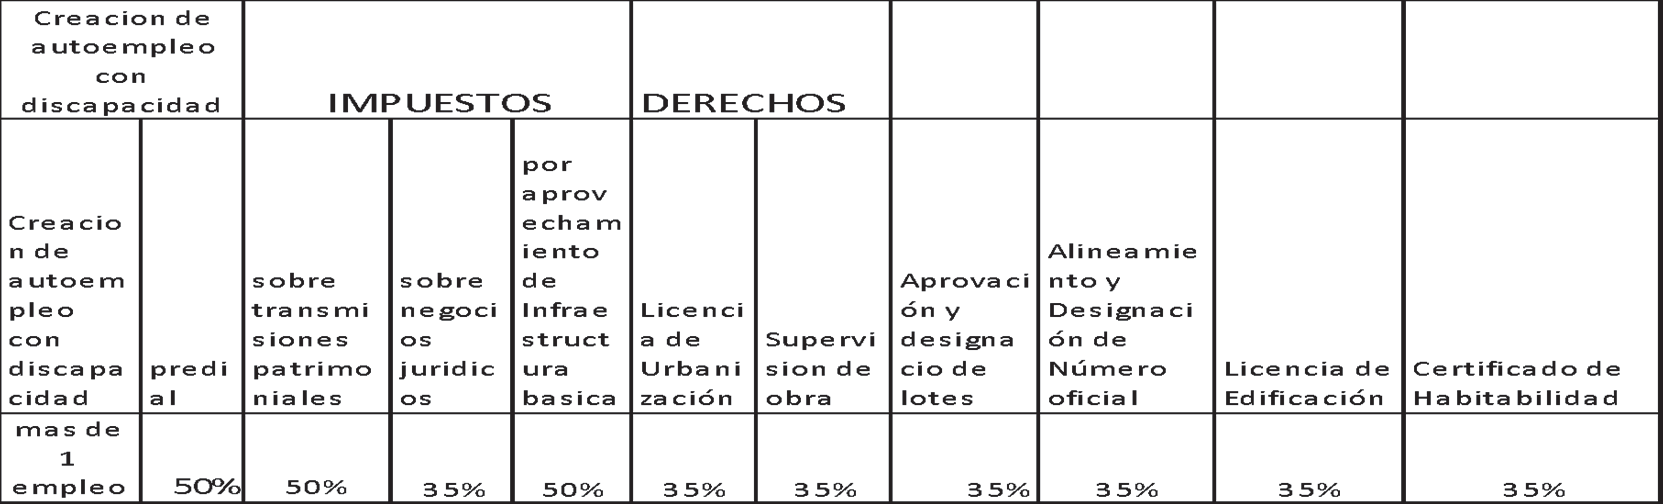 Creacion de
autoempleo
con
discapacidad
IMPUESTOS
DERECHOS
Creacio
n de
autoem
pleo
con
discapa
cidad
predi
al
sobre
transmi
siones
patrimo
niales
sobre
negoci
os
juridic
os
por
aprov
echam
iento
de
Infrae
struct
ura
basica
Licenci
a de
Urbani
zación
Supervi
sion de
obra
Aprovaci
ón y
designa
cio de
lotes
Alineamie
nto y
Designaci
ón de
Número
oficial
Licencia de
Edificación
Certificado de
Habitabilidad
mas de
1
empleo
50%
50%
35%
50%
35%
35%
35%
35%
35%
35%